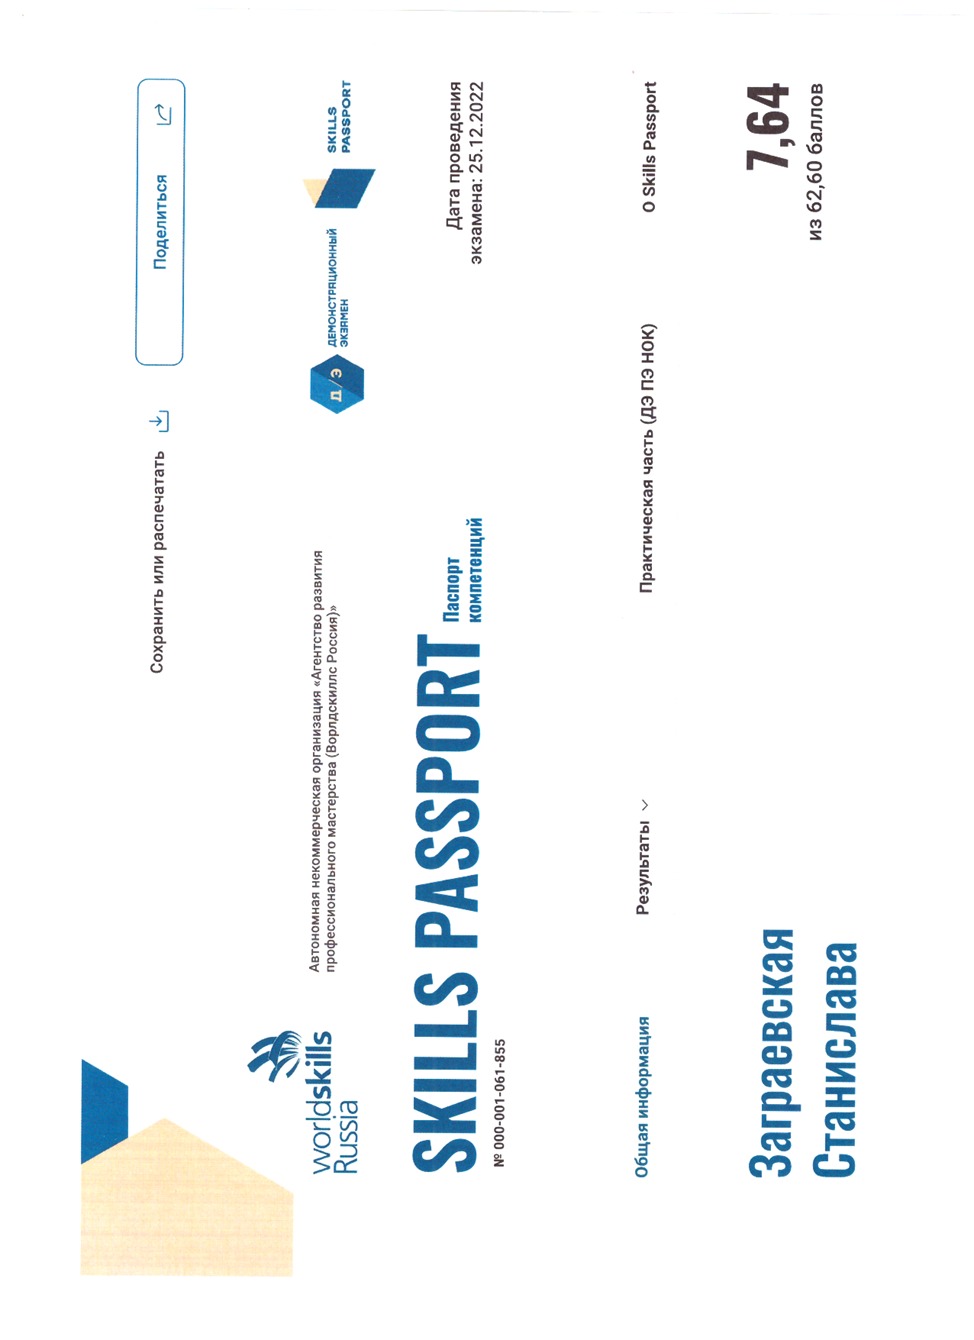 Сохранить или распечатать
Поделиться
worldskills
Russia
Автономная некоммерческая организация «Агентство развития
профессионального мастерства (Ворлдскиллс Россия)»
Д/Э
ДЕМОНСТРАЦИОННЫЙ
ЭКЗАМЕН
SKILLS
PASSPORT
SKILLS PASSPORT
Паспорт
компетенций
№ 000-001-061-855
Дата проведения
экзамена: 25.12.2022
Общая информация
Результаты
Практическая часть (ДЭ ПЭ НОК)
О Skills Passport
Заграевская
Станислава
7,64
из 62,60 баллов